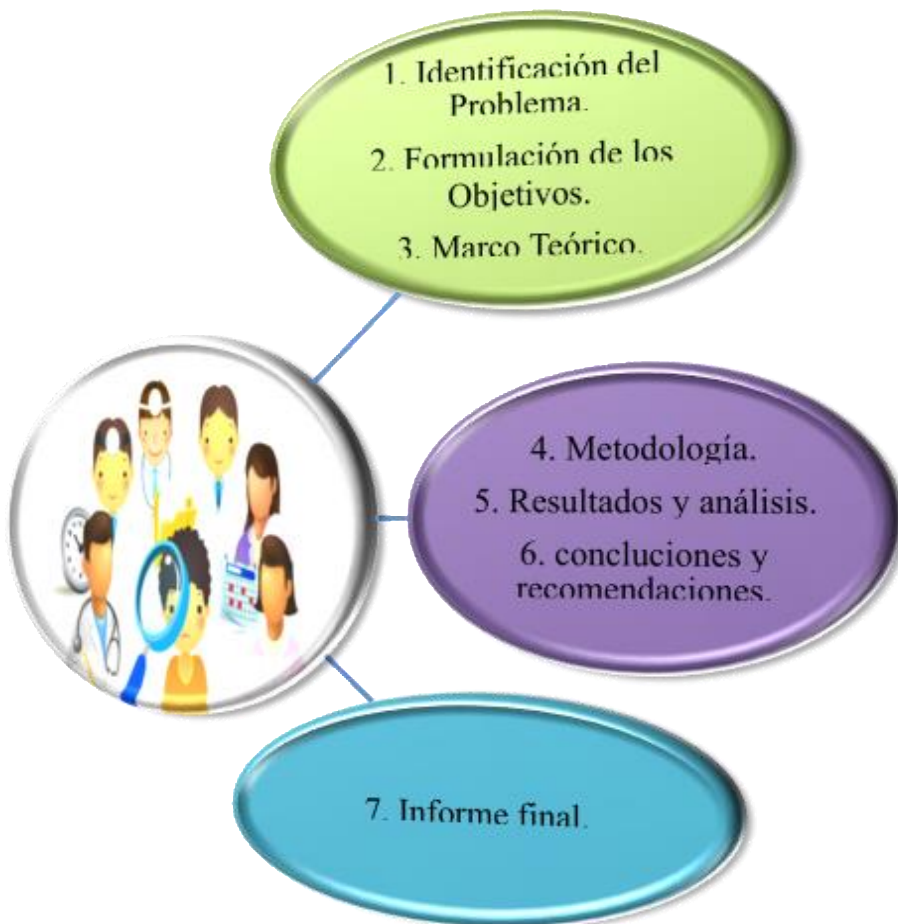 1. Identificación del
Problema.
2. Formulación de los
Objetivos.
3. Marco Teórico.
4. Metodología.
5. Resultados y análisis.
6. concluciones y
recomendaciones.
7. Informe final.